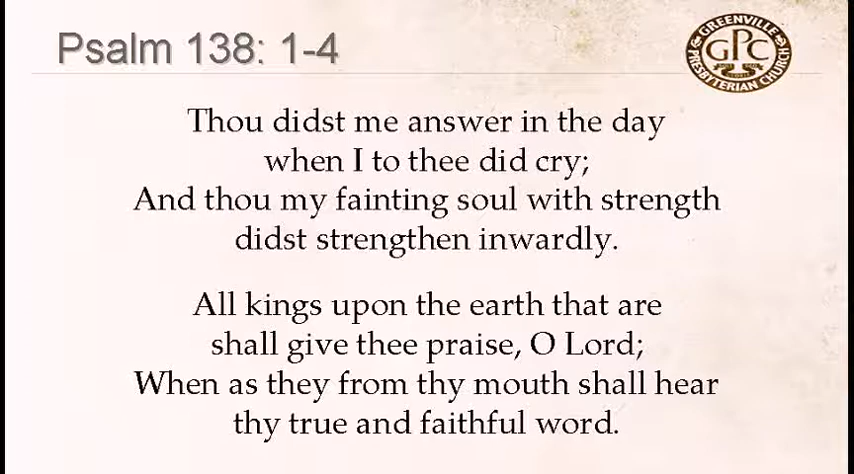 Psalm 138: 1-4
GREENVILLE
GPC
PRESBYTERIAN CHURCH
Thou didst me answer in the day
when I to thee did cry;
And thou my fainting soul with strength
didst strengthen inwardly.
All kings upon the earth that are
shall give thee praise, O Lord;
When as they from thy mouth shall hear
thy true and faithful word.